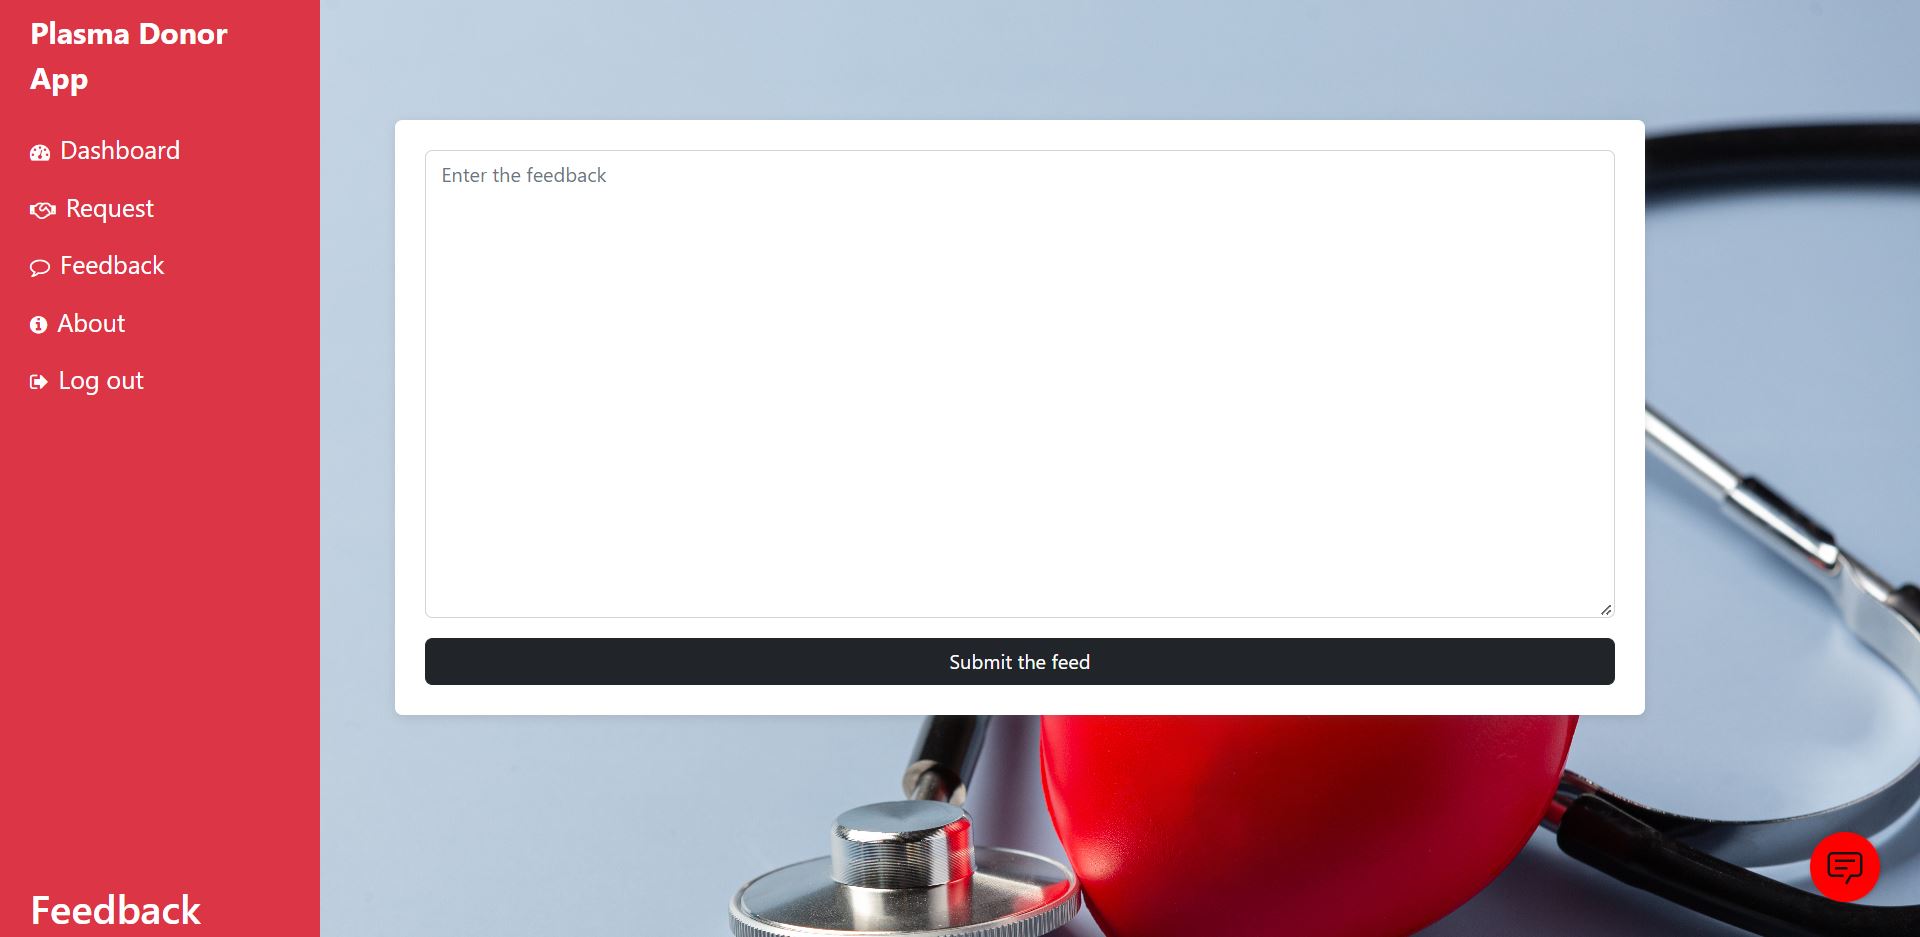 Plasma Donor
App
Dashboard
Request
Feedback
About
Log out
Feedback
Enter the feedback
Submit the feed